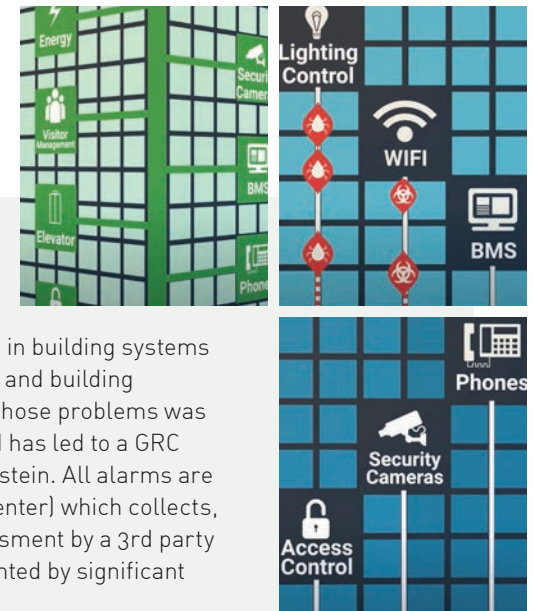 Energy
Visitor
Management
Elevator
Securi
Camer
BMS
Phone
Lighting
Control
WIFI
BMS
in building systems
and building
hose problems was
has led to a GRC
stein. All alarms are
enter) which collects,
sment by a 3rd party
nted by significant
Phones
Security
Cameras
Access
Control